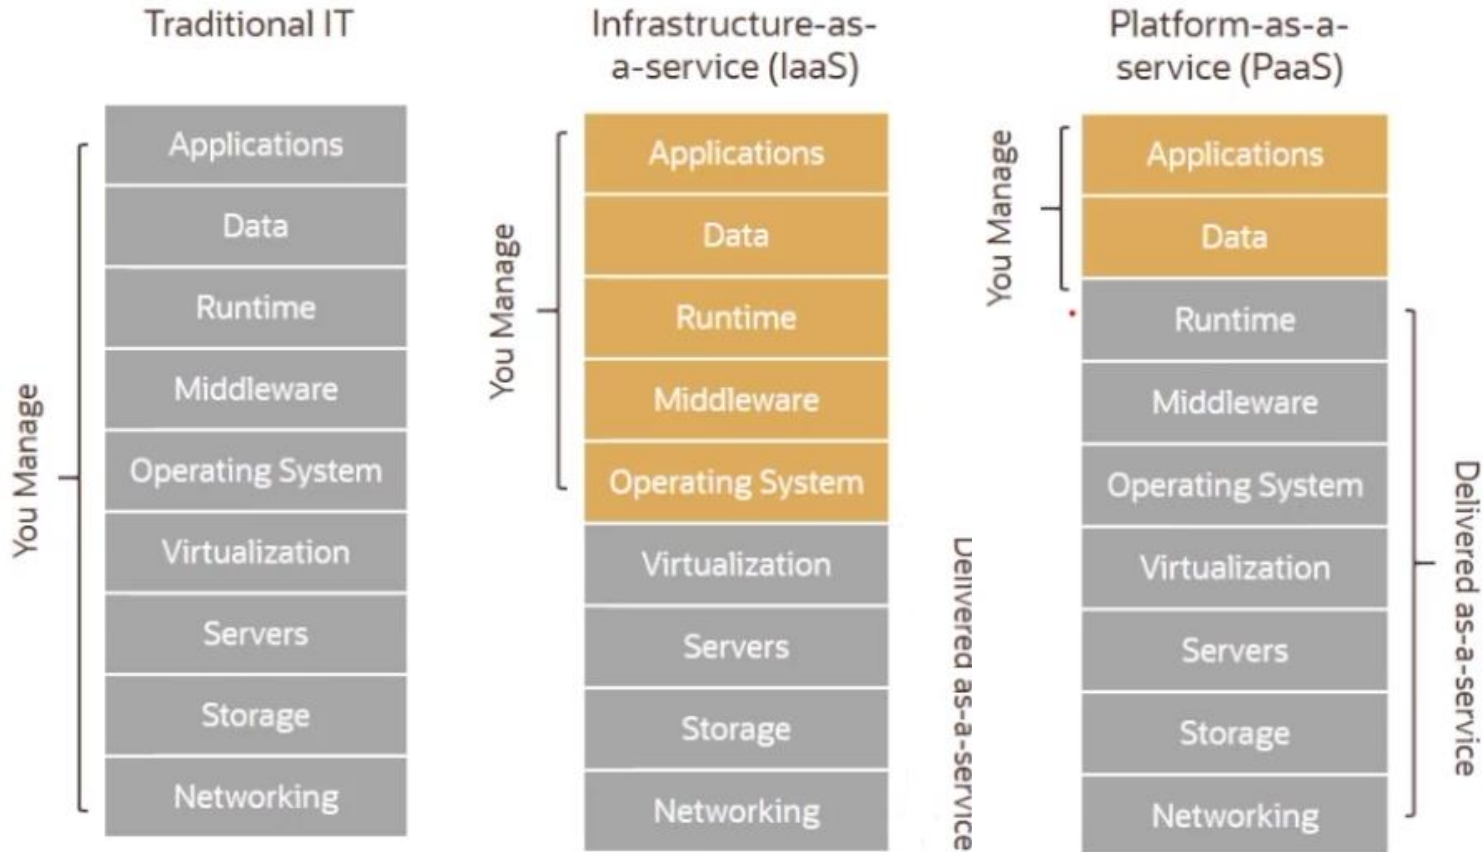 Traditional IT
You Manage
Applications
Data
Runtime
Middleware
Operating System
Virtualization
Servers
Storage
Networking
Infrastructure-as-
a-service (IaaS)
You Manage
Applications
Data
Runtime
Middleware
Operating System
Virtualization
Servers
Storage
Networking
Delivered as-a-service
Platform-as-a-
service (PaaS)
You Manage
Applications
Data
Runtime
Middleware
Operating System
Virtualization
Servers
Storage
Networking
Delivered as-a-service